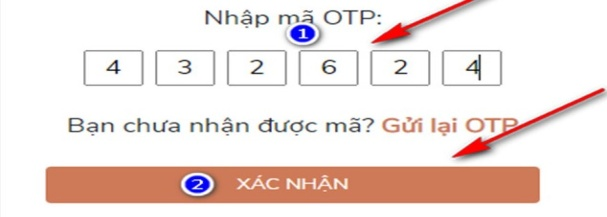 Nhập mã OTP:
1
4 3 2 6 2 4
Bạn chưa nhận được mã? Gửi lại OTP
2 XÁC NHẬN